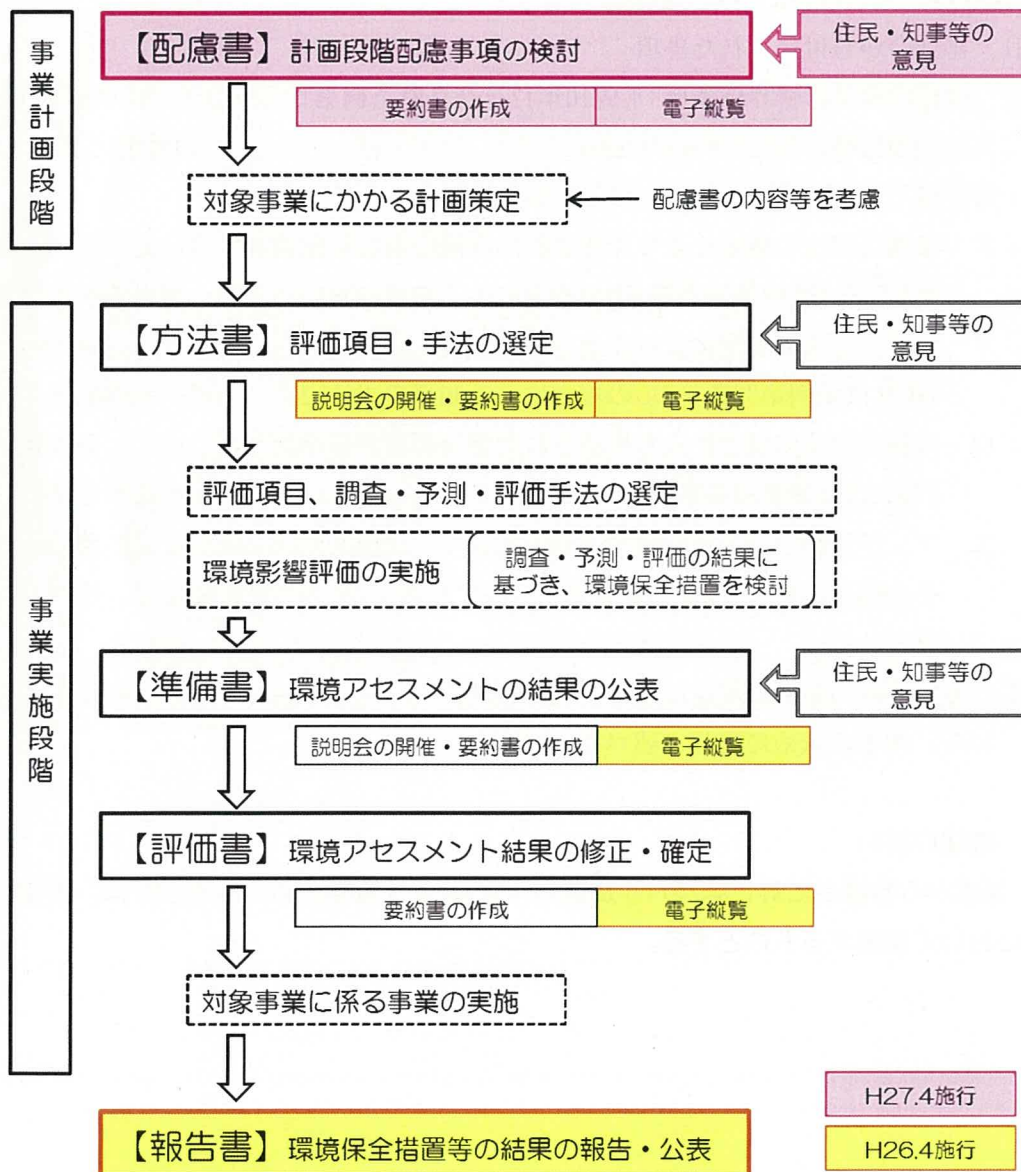 事業計画段階
【配慮書】計画段階配慮事項の検討
住民・知事等の
意見
要約書の作成
電子縦覧
対象事業にかかる計画策定
配慮書の内容等を考慮
事業実施段階
【方法書】評価項目・手法の選定
住民・知事等の
意見
説明会の開催・要約書の作成
電子縦覧
評価項目、調査・予測・評価手法の選定
環境影響評価の実施
調査・予測・評価の結果に
基づき、環境保全措置を検討
【準備書】環境アセスメントの結果の公表
住民・知事等の
意見
説明会の開催・要約書の作成
電子縦覧
【評価書】環境アセスメント結果の修正・確定
要約書の作成
電子縦覧
対象事業に係る事業の実施
【報告書】環境保全措置等の結果の報告・公表
H27.4施行
H26.4施行